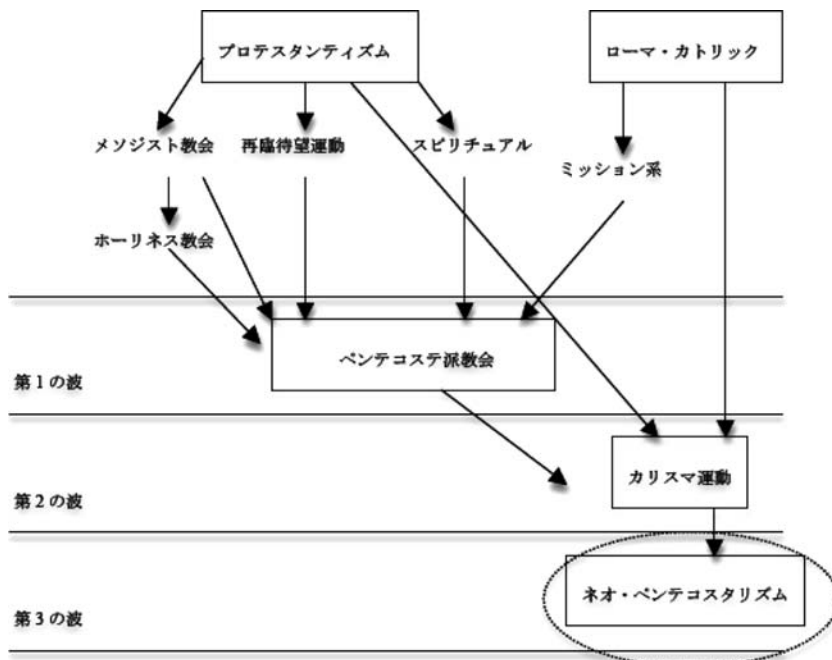 プロテスタンティズム
ローマ・カトリック
メソジスト教会
再臨待望運動
スピリチュアル
ミッション系
ホーリネス教会
ペンテコステ派教会
第1の波
カリスマ運動
第2の波
ネオ・ペンテコスタリズム
第3の波